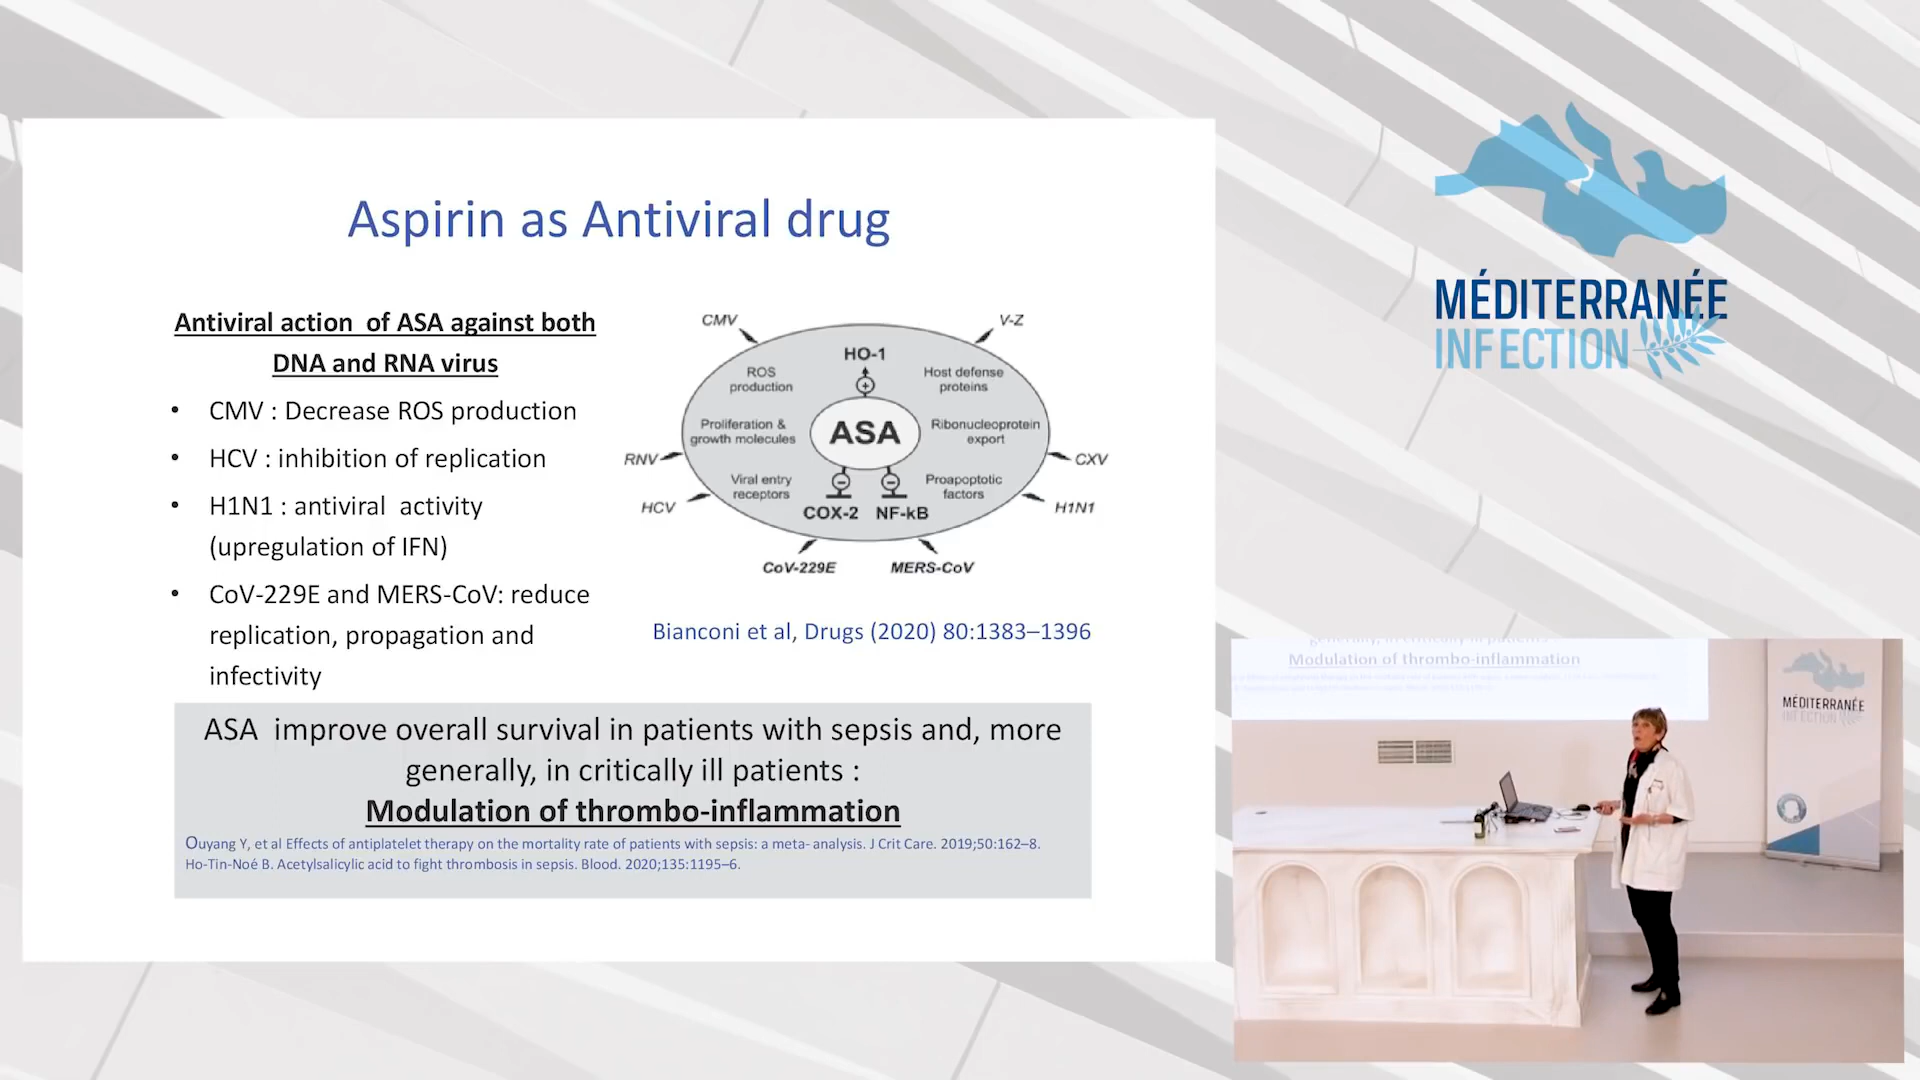 Aspirin as Antiviral drug
Antiviral action of ASA against both
DNA and RNA virus
• CMV : Decrease ROS production
• HCV : inhibition of replication
• H1N1 : antiviral activity
(upregulation of IFN)
• CoV-229E and MERS-CoV: reduce
replication, propagation and
infectivity
CMV
V-Z
HO-1
ROS
production
Host defense
proteins
Proliferation &
growth molecules
ASA
Ribonucleoprotein
export
RNV
CXV
Viral entry
receptors
Proapoptotic
factors
HCV
COX-2 NF-kB
H1N1
CoV-229E
MERS-CoV
Bianconi et al, Drugs (2020) 80:1383–1396
ASA improve overall survival in patients with sepsis and, more
generally, in critically ill patients :
Modulation of thrombo-inflammation
Ouyang Y, et al Effects of antiplatelet therapy on the mortality rate of patients with sepsis: a meta- analysis. J Crit Care. 2019;50:162–8.
Ho-Tin-Noé B. Acetylsalicylic acid to fight thrombosis in sepsis. Blood. 2020;135:1195–6.
MÉDITERRANÉE
INFECTION
Modulation of thrombo-inflammation
MÉDITERRANÉE
INFECTION